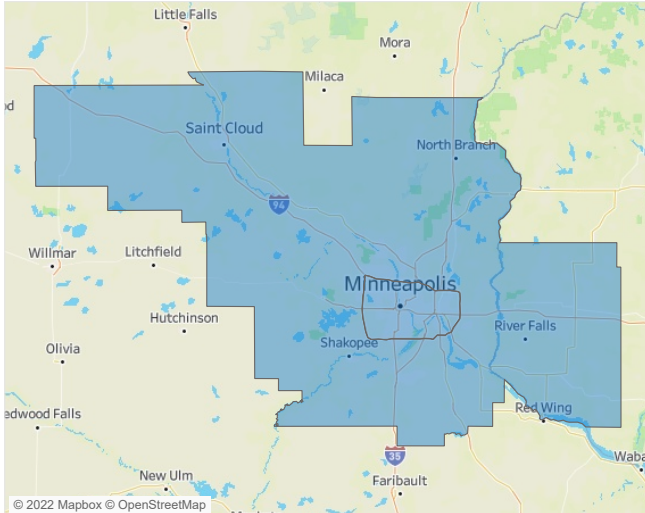 Little Falls
Mora
Milaca
od
Saint Cloud
North Branch
94
Willmar
Litchfield
Minneapolis
Hutchinson
River Falls
Shakopee
Olivia
edwood Falls
Red Wing
35
Waba
New Ulm
Faribault
© 2022 Mapbox © OpenStreetMap